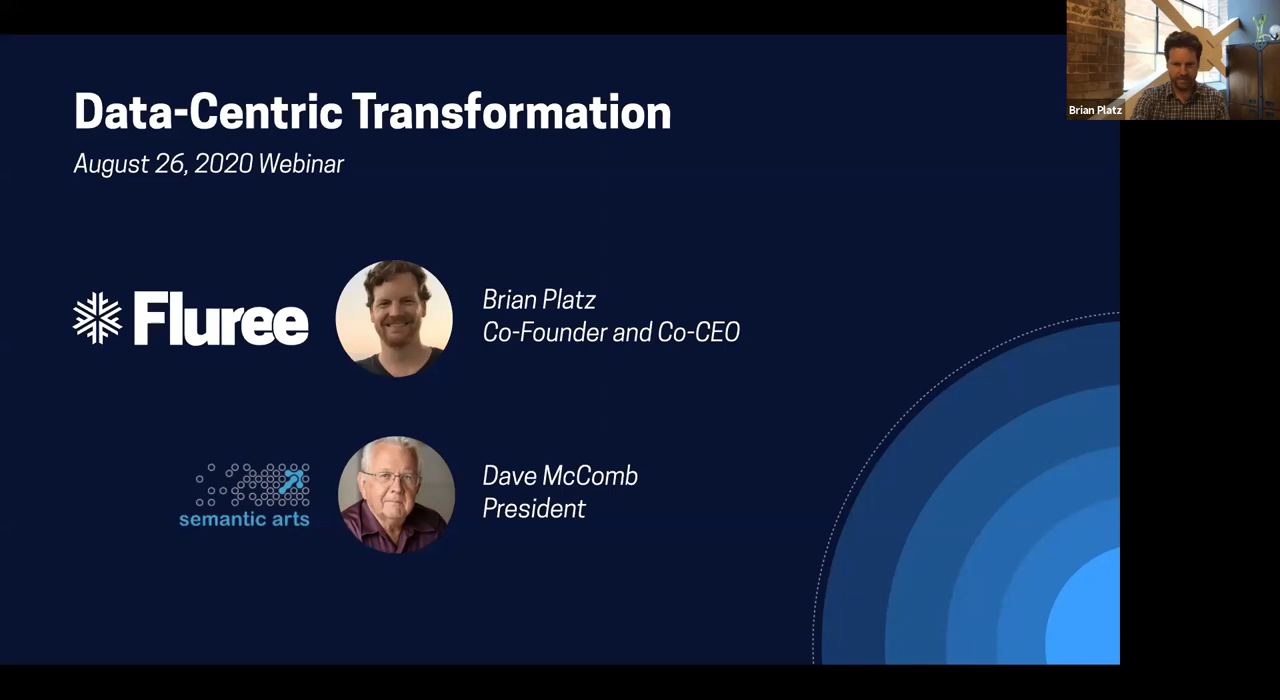 Data-Centric Transformation
August 26, 2020 Webinar
Brian Platz
Fluree
Brian Platz
Co-Founder and Co-CEO
semantic arts
Dave McComb
President